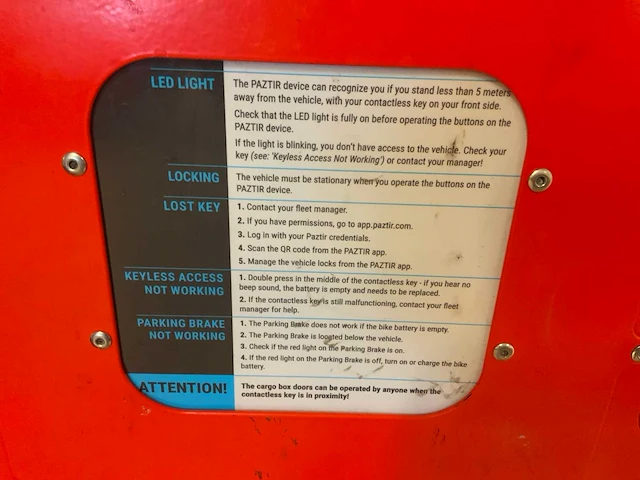 LED LIGHT
The PAZTIR device can recognize you if you stand less than 5 meters
away from the vehicle, with your contactless key on your front side.
Check that the LED light is fully on before operating the buttons on the
PAZTIR device.
If the light is blinking, you don't have access to the vehicle. Check your
key (see: 'Keyless Access Not Working') or contact your manager!
LOCKING
The vehicle must be stationary when you operate the buttons on the
PAZTIR device.
LOST KEY
1. Contact your fleet manager.
2. If you have permissions, go to app.paztir.com.
3. Log in with your Paztir credentials.
4. Scan the QR code from the PAZTIR app.
5. Manage the vehicle locks from the PAZTIR app.
KEYLESS ACCESS
NOT WORKING
1. Double press in the middle of the contactless key - if you hear no
beep sound, the battery is empty and needs to be replaced.
2. If the contactless key is still malfunctioning, contact your fleet
manager for help.
PARKING BRAKE
NOT WORKING
1. The Parking Brake does not work if the bike battery is empty.
2. The Parking Brake is located below the vehicle.
3. Check if the red light on the Parking Brake is on.
4. If the red light on the Parking Brake is off, turn on or charge the bike
battery.
ATTENTION!
The cargo box doors can be operated by anyone when the
contactless key is in proximity!